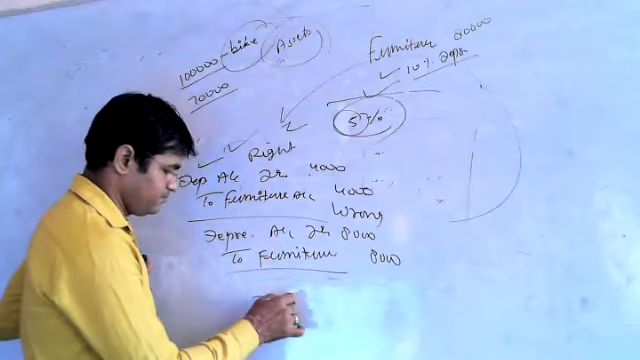 100000 - bike Assets
70000
Furniture 80000
10% Depr
5%
Right
Dep A/c Dr 4000
To Furniture A/c 4000
Wrong
Depre. A/c Dr 8000
To Furniture 8000